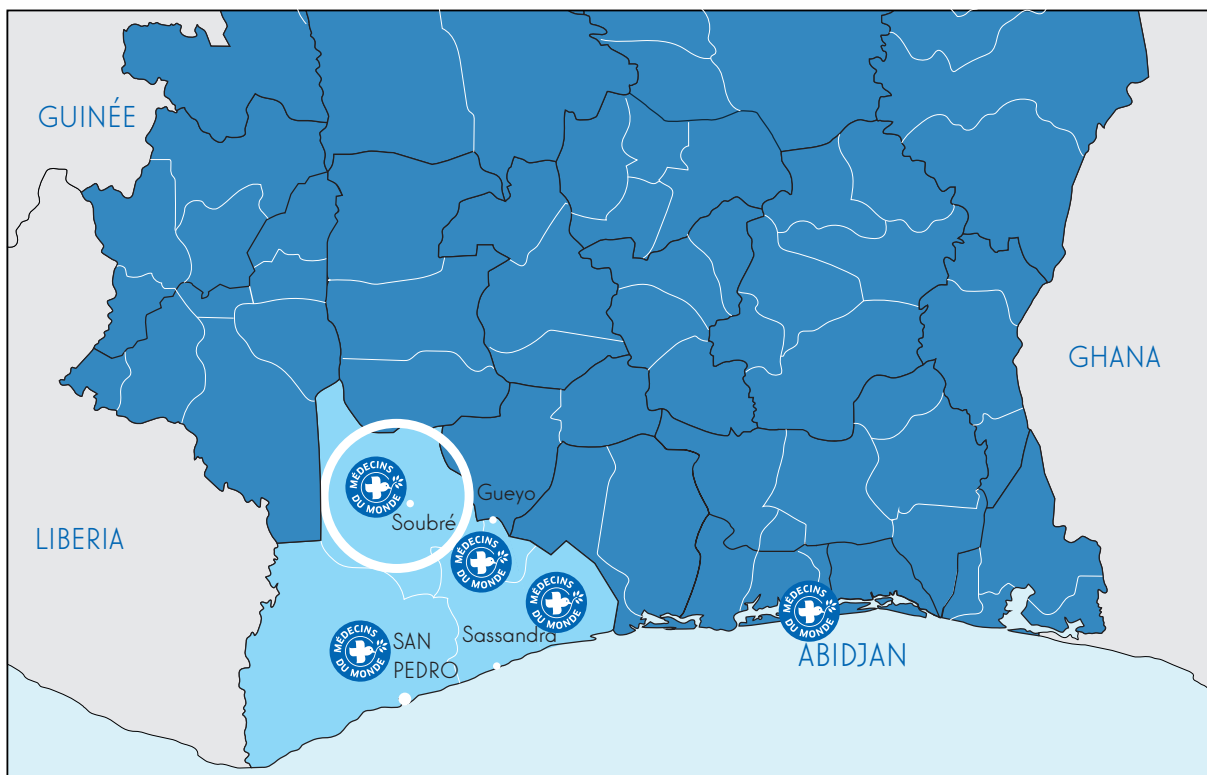 GUINÉE
GHANA
LIBERIA
MÉDECINS
DU MONDE
Soubré
Gueyo
MÉDECINS
DU MONDE
MÉDECINS
DU MONDE
Sassandra
MÉDECINS
DU MONDE
SAN
PEDRO
MÉDECINS
DU MONDE
ABIDJAN